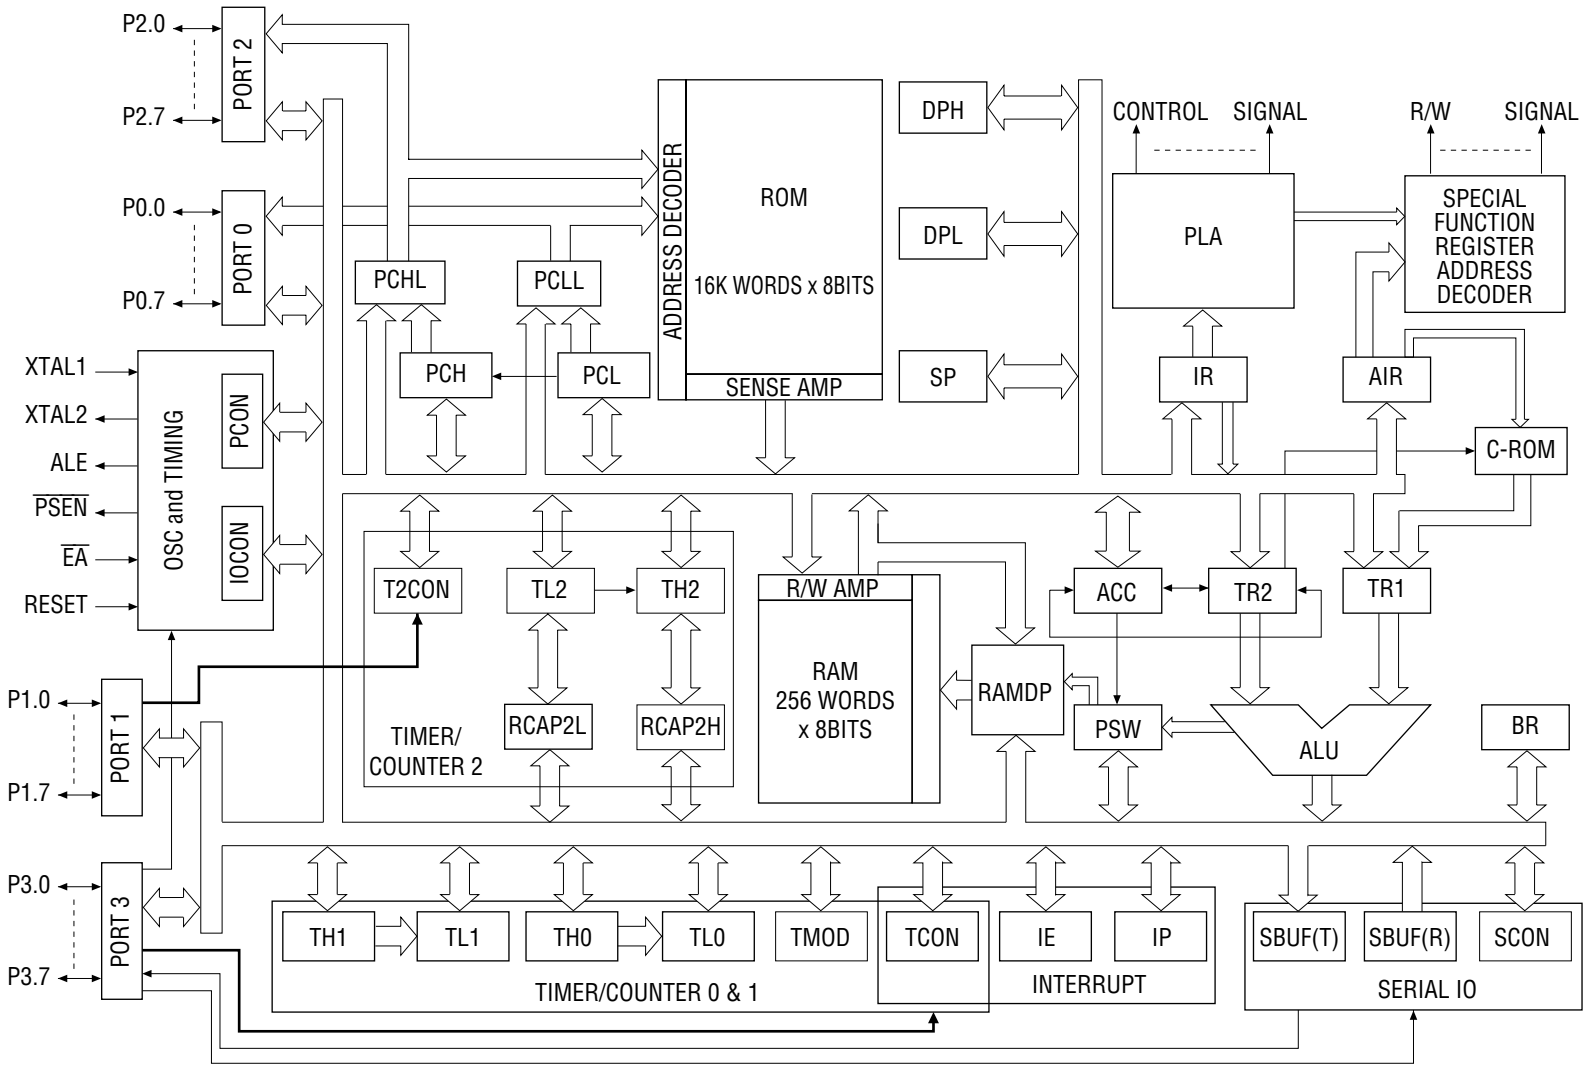 P2.0
PORT 2
P2.7
P0.0
PORT 0
P0.7
XTAL1
XTAL2
ALE
PSEN
EA
RESET
OSC and TIMING
PCON
IOCON
P1.0
PORT 1
P1.7
P3.0
PORT 3
P3.7
PCHL
PCLL
PCH
PCL
ADDRESS DECODER
ROM
16K WORDS x 8BITS
SENSE AMP
DPH
DPL
SP
CONTROL SIGNAL
PLA
IR
R/W SIGNAL
SPECIAL
FUNCTION
REGISTER
ADDRESS
DECODER
AIR
C-ROM
T2CON
TL2
TH2
RCAP2L
RCAP2H
TIMER/
COUNTER 2
R/W AMP
RAM
256 WORDS
x 8BITS
RAMDP
ACC
TR2
TR1
PSW
ALU
BR
TH1
TL1
TH0
TL0
TMOD
TCON
IE
IP
TIMER/COUNTER 0 & 1
INTERRUPT
SBUF(T)
SBUF(R)
SCON
SERIAL IO